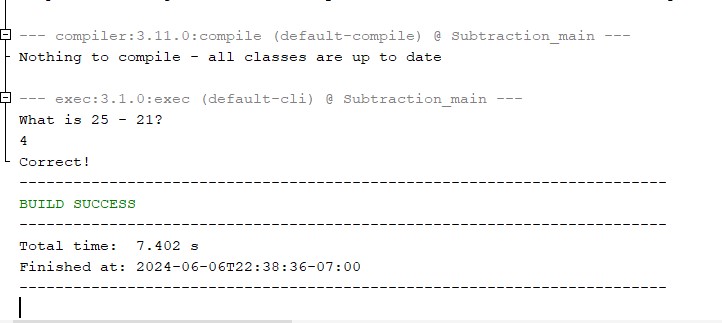 --- compiler:3.11.0:compile (default-compile) @ Subtraction_main ---
Nothing to compile - all classes are up to date
--- exec:3.1.0:exec (default-cli) @ Subtraction_main ---
What is 25 - 21?
4
Correct!
------------------------------------------------------------------------
BUILD SUCCESS
------------------------------------------------------------------------
Total time:  7.402 s
Finished at: 2024-06-06T22:38:36-07:00
------------------------------------------------------------------------